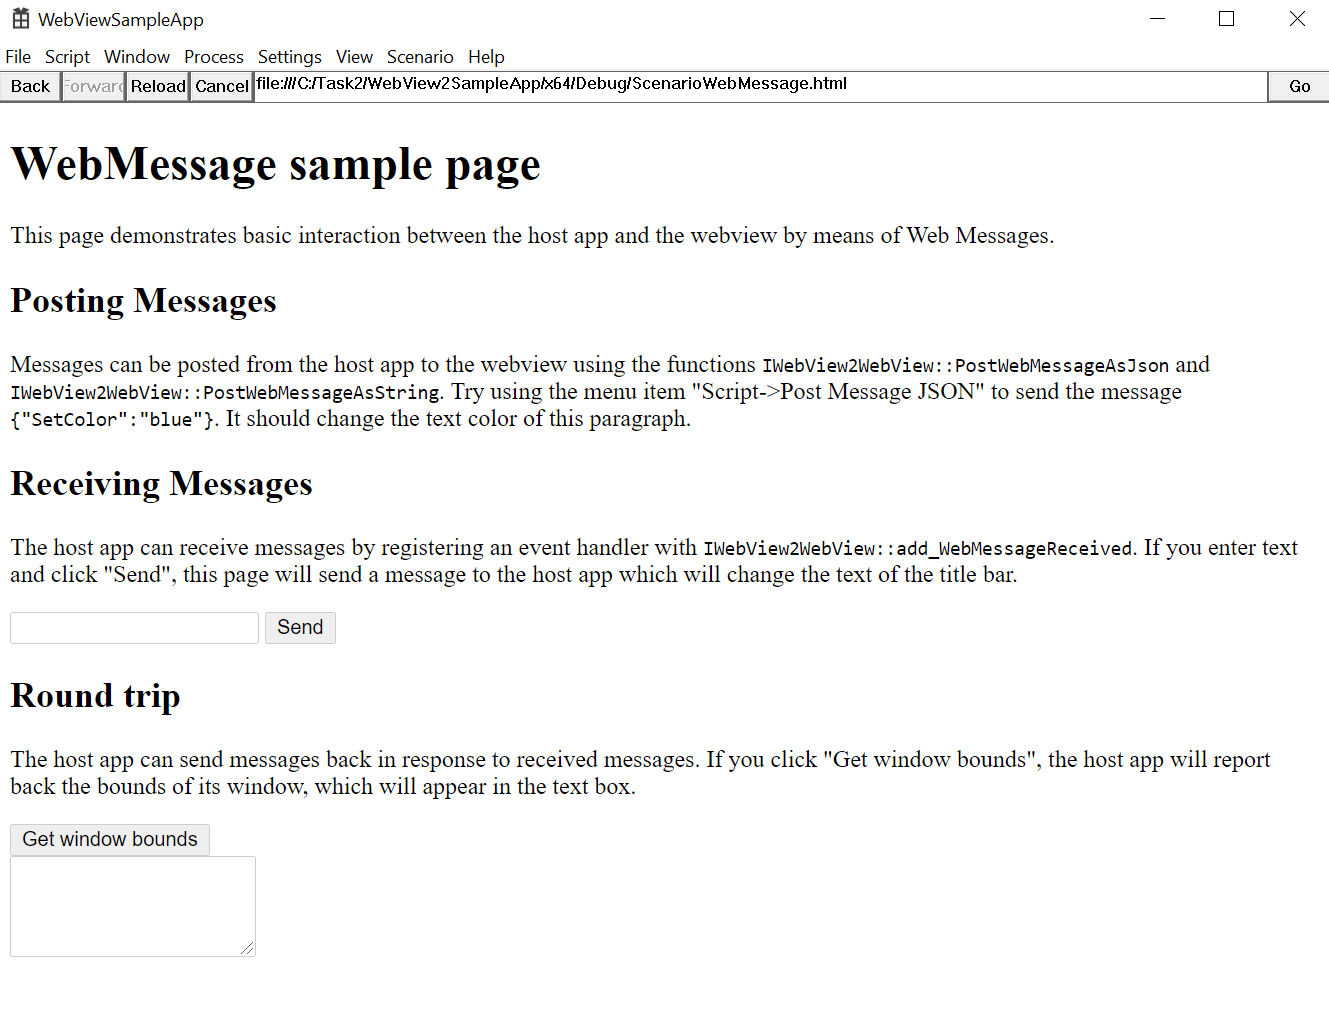 WebViewSampleApp
File Script Window Process Settings View Scenario Help
Back Forward Reload Cancel file:///C:/Task2/WebView2SampleApp/x64/Debug/ScenarioWebMessage.html Go
WebMessage sample page
This page demonstrates basic interaction between the host app and the webview by means of Web Messages.
Posting Messages
Messages can be posted from the host app to the webview using the functions IWebView2WebView::PostWebMessageAsJson and
IWebView2WebView::PostWebMessageAsString. Try using the menu item "Script->Post Message JSON" to send the message
{"SetColor":"blue"}. It should change the text color of this paragraph.
Receiving Messages
The host app can receive messages by registering an event handler with IWebView2WebView::add_WebMessageReceived. If you enter text
and click "Send", this page will send a message to the host app which will change the text of the title bar.
Send
Round trip
The host app can send messages back in response to received messages. If you click "Get window bounds", the host app will report
back the bounds of its window, which will appear in the text box.
Get window bounds